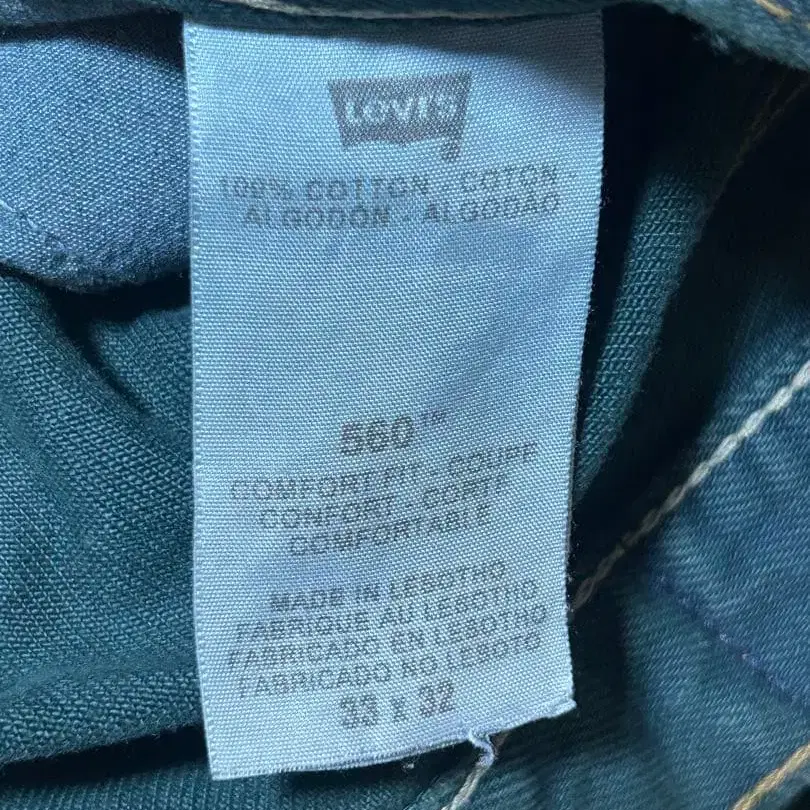 LEVI'S
100% COTTON - COTON -
ALGODON - ALGODAO
560™
COMFORT FIT - COUPE
CONFORT - CORTE
COMFORTABLE
MADE IN LESOTHO
FABRIQUE AU LESOTHO
FABRICADO EN LESOTHO
FABRICADO NO LESOTO
33 x 32